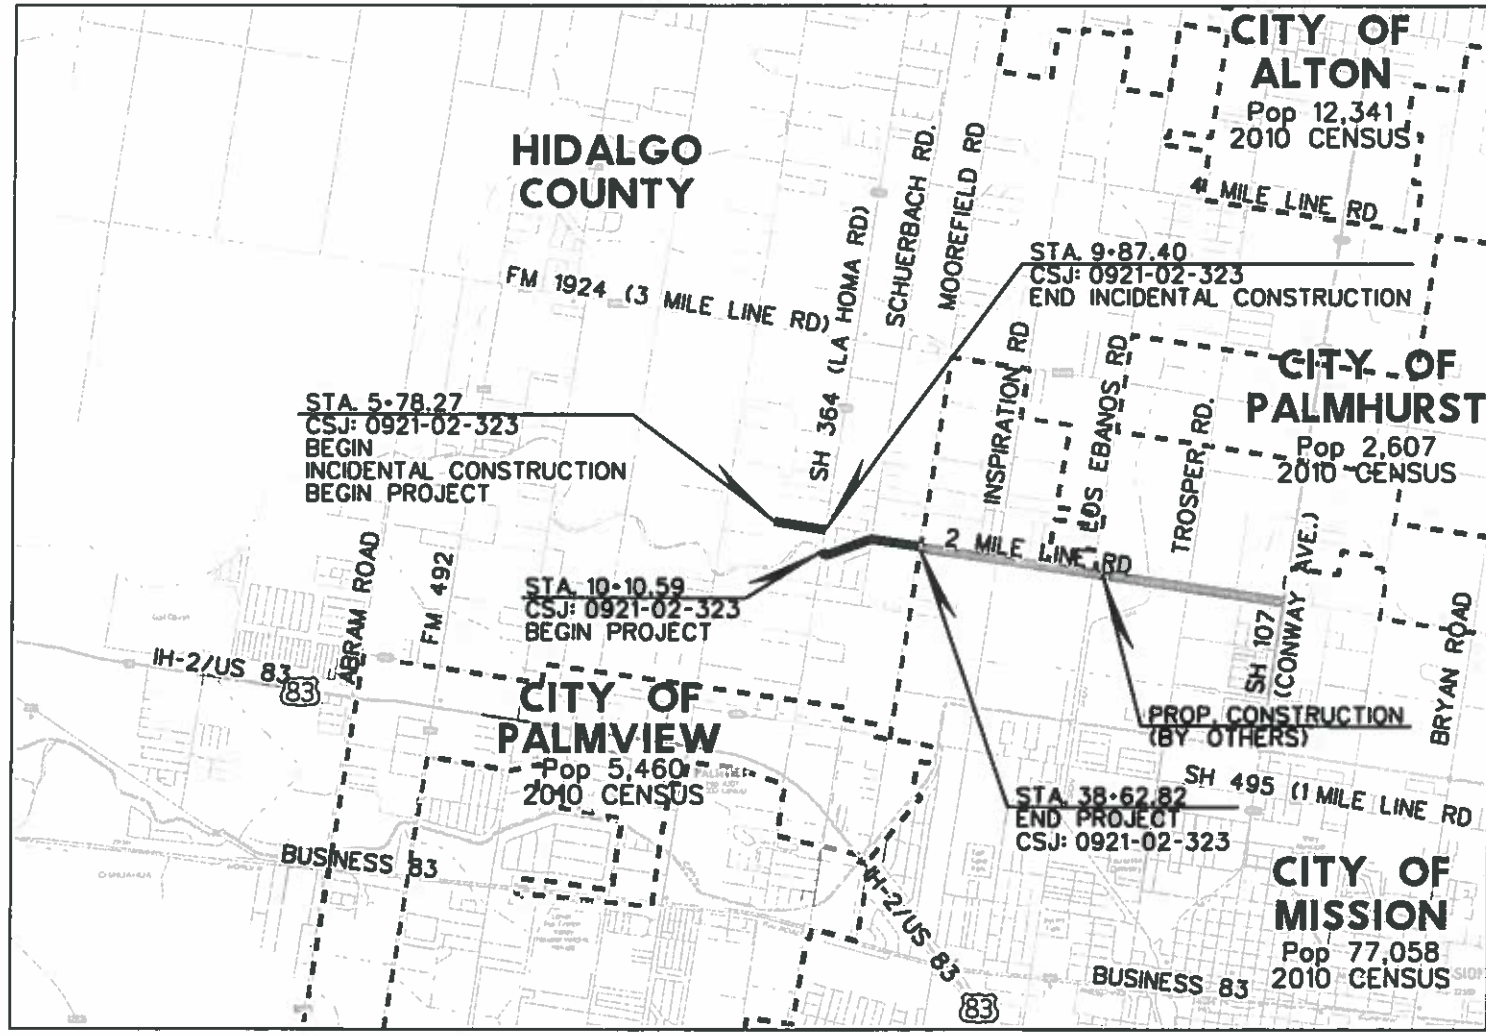 CITY OF
ALTON
Pop 12,341
2010 CENSUS
HIDALGO
COUNTY
4 MILE LINE RD
SCHUERBACH RD.
MOOREFIELD RD
SH 364 (LA HOMA RD)
FM 1924 (3 MILE LINE RD)
STA. 9+87.40
CSJ: 0921-02-323
END INCIDENTAL CONSTRUCTION
INSPIRATION RD
LOS EBANOS RD
TROSPER RD.
CITY OF
PALMHURST
Pop 2,607
2010 CENSUS
STA. 5+78.27
CSJ: 0921-02-323
BEGIN
INCIDENTAL CONSTRUCTION
BEGIN PROJECT
2 MILE LINE RD
ABRAM ROAD
FM 492
STA. 10+10.59
CSJ: 0921-02-323
BEGIN PROJECT
SH 107
(CONWAY AVE.)
BRYAN ROAD
IH-2/US 83
83
CITY OF
PALMVIEW
Pop 5,460
2010 CENSUS
PROP. CONSTRUCTION
(BY OTHERS)
STA. 38+62.82
END PROJECT
CSJ: 0921-02-323
SH 495 (1 MILE LINE RD
BUSINESS 83
IH-2/US 83
83
CITY OF
MISSION
Pop 77,058
2010 CENSUS
BUSINESS 83